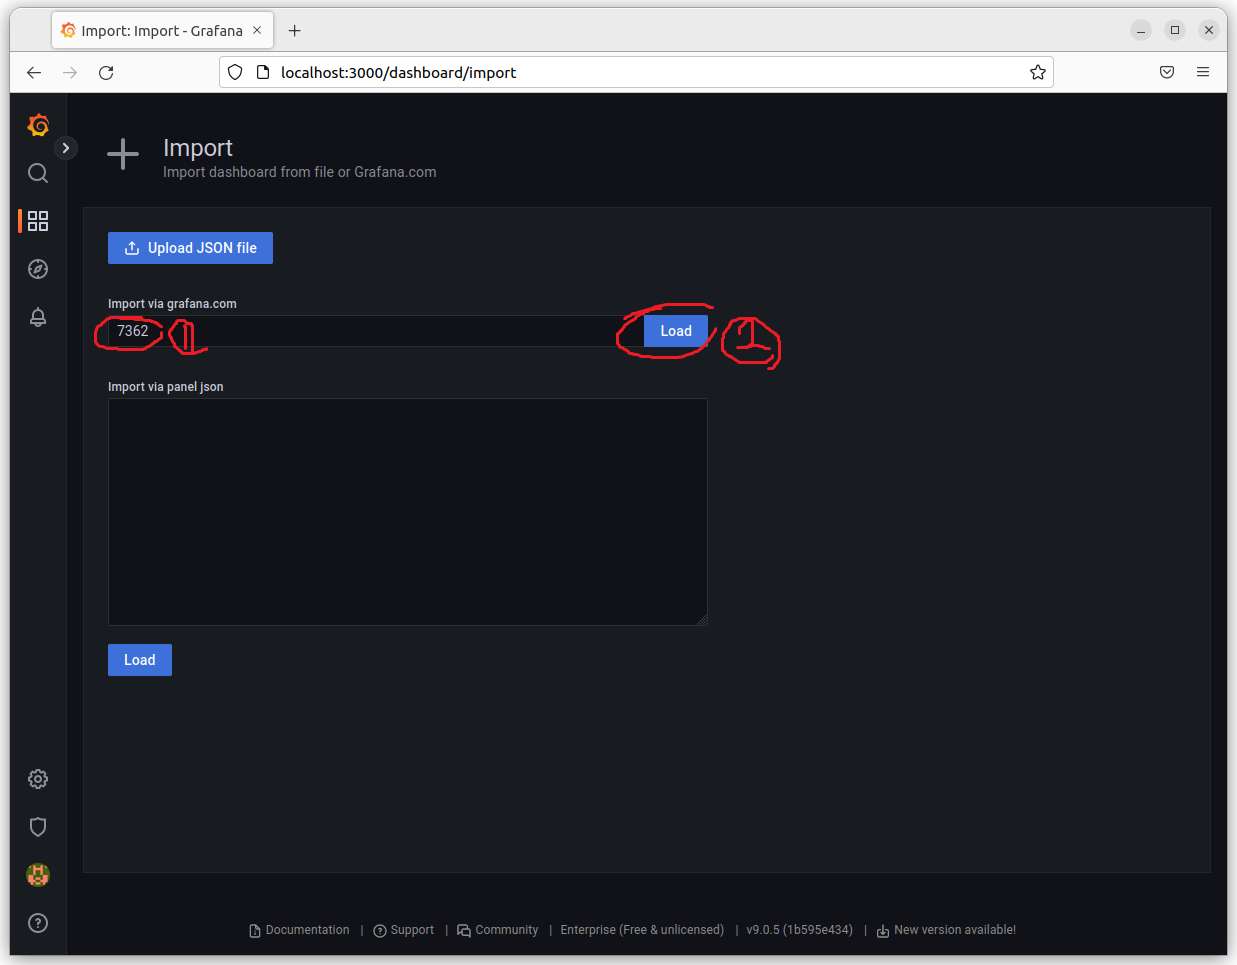 Import: Import - Grafana
localhost:3000/dashboard/import
Import
Import dashboard from file or Grafana.com
Upload JSON file
Import via grafana.com
7362 1 Load 2
Import via panel json
Load
Documentation | Support | Community | Enterprise (Free & unlicensed) | v9.0.5 (1b595e434) | New version available!